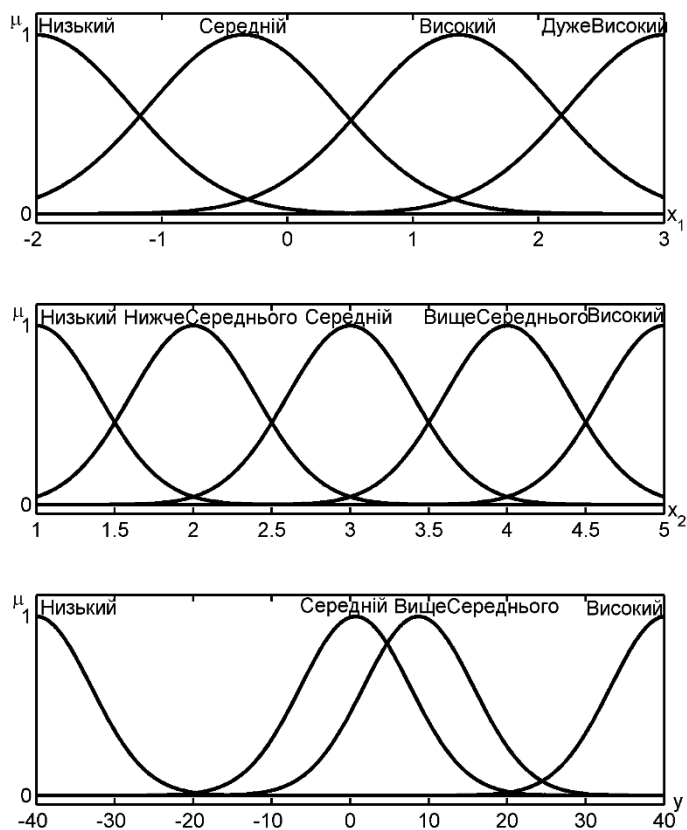 μ
1
Низький Середній Високий ДужеВисокий
0
-2 -1 0 1 2 3 x1
μ
1
Низький НижчеСереднього Середній ВищеСереднього Високий
0
1 1.5 2 2.5 3 3.5 4 4.5 5 x2
μ
1
Низький Середній ВищеСереднього Високий
0
-40 -30 -20 -10 0 10 20 30 40 y